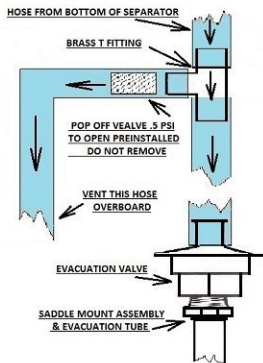 HOSE FROM BOTTOM OF SEPARATOR
BRASS T FITTING
POP OFF VEALVE .5 PSI
TO OPEN PREINSTALLED
DO NOT REMOVE
VENT THIS HOSE
OVERBOARD
EVACUATION VALVE
SADDLE MOUNT ASSEMBLY
& EVACUATION TUBE